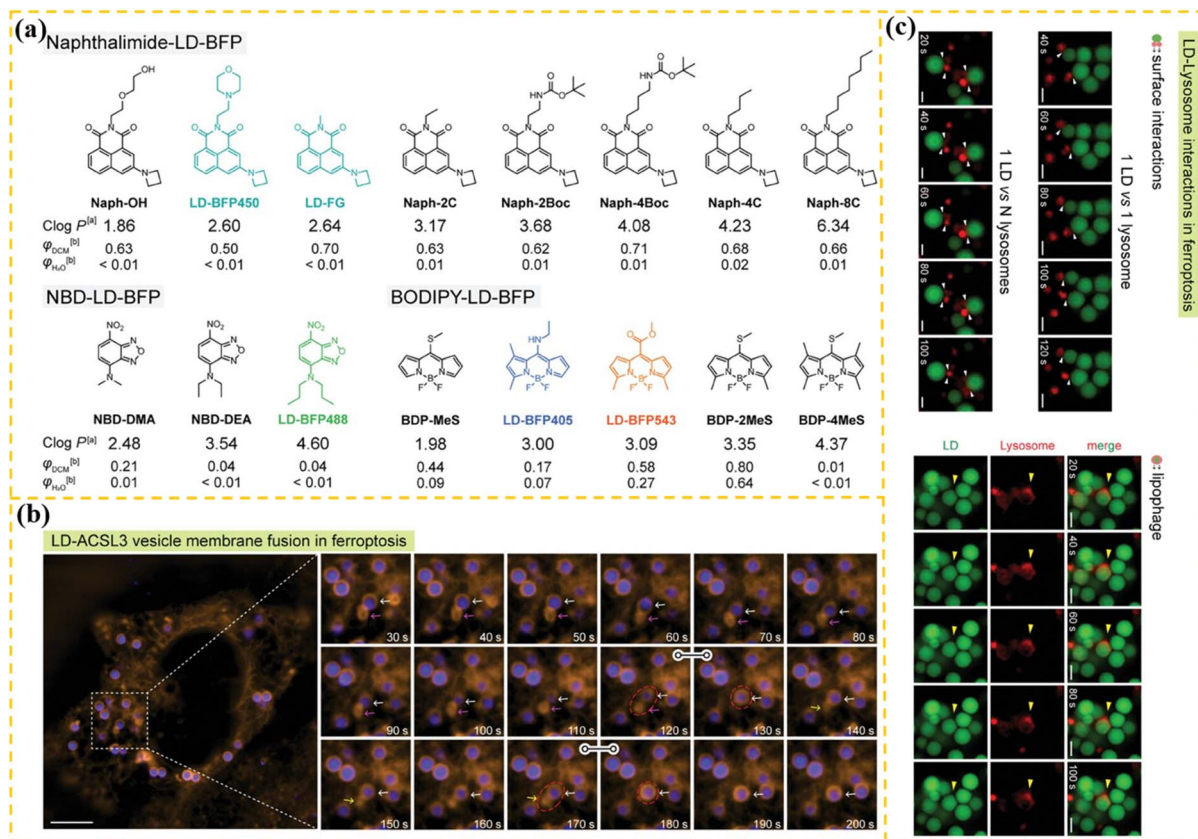 (a)
Naphthalimide-LD-BFP
Naph-OH LD-BFP450 LD-FG Naph-2C Naph-2Boc Naph-4Boc Naph-4C Naph-8C
Clog P[a] 1.86 2.60 2.64 3.17 3.68 4.08 4.23 6.34
φDCM[b] 0.63 0.50 0.70 0.63 0.62 0.71 0.68 0.66
φH₂O[b] < 0.01 < 0.01 < 0.01 0.01 0.01 0.01 0.02 0.01
NBD-LD-BFP BODIPY-LD-BFP
NBD-DMA NBD-DEA LD-BFP488 BDP-MeS LD-BFP405 LD-BFP543 BDP-2MeS BDP-4MeS
Clog P[a] 2.48 3.54 4.60 1.98 3.00 3.09 3.35 4.37
φDCM[b] 0.21 0.04 0.04 0.44 0.17 0.58 0.80 0.01
φH₂O[b] 0.01 < 0.01 < 0.01 0.09 0.07 0.27 0.64 < 0.01
(b)
LD-ACSL3 vesicle membrane fusion in ferroptosis
30 s 40 s 50 s 60 s 70 s 80 s
90 s 100 s 110 s 120 s 130 s 140 s
150 s 160 s 170 s 180 s 190 s 200 s
(c)
LD-Lysosome interactions in ferroptosis
: surface interactions
1 LD vs 1 lysosome
40 s 60 s 80 s 100 s 120 s
1 LD vs N lysosomes
20 s 40 s 60 s 80 s 100 s
: lipophage
merge
20 s 40 s 60 s 80 s 100 s
Lysosome
LD